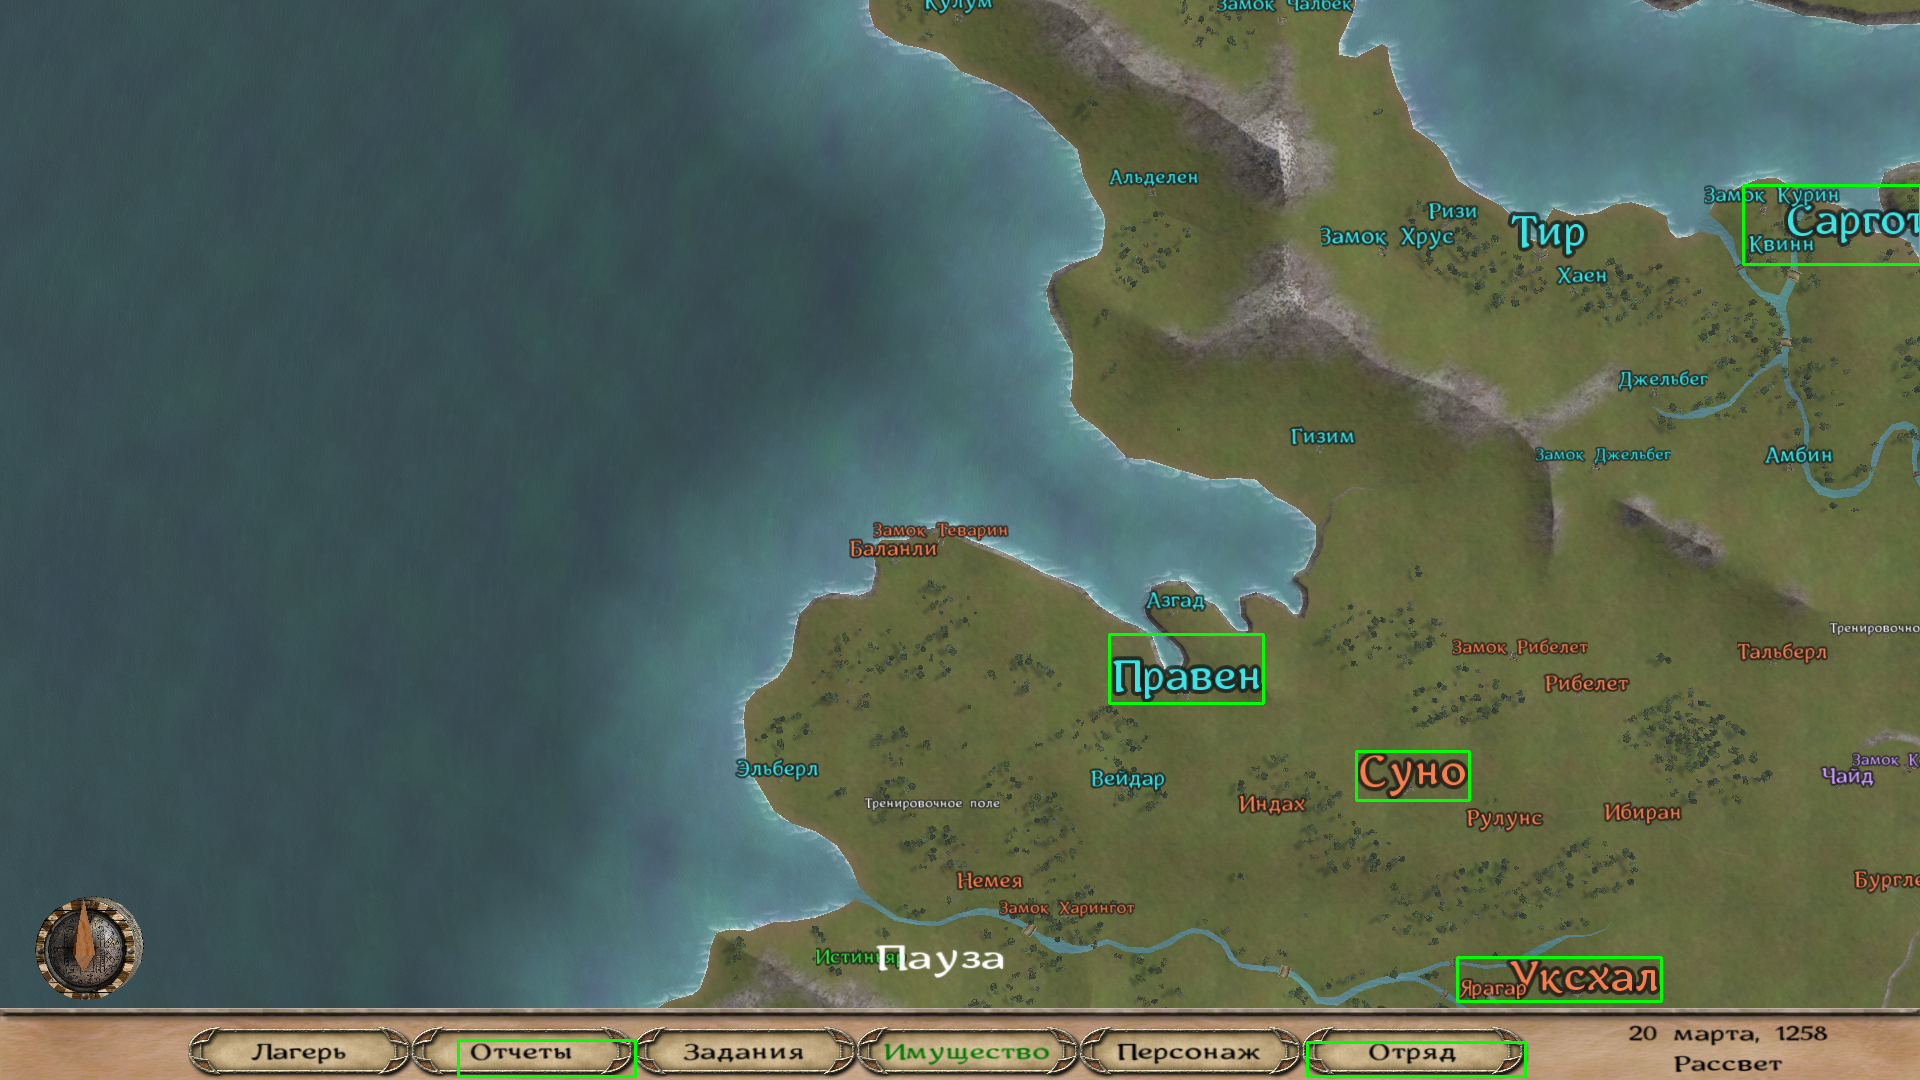 Кулум
Замок Чалбек
Альделен
Замок Курин
Ризи
Саргот
Тир
Замок Хрус
Квинн
Хаен
Джельбег
Гизим
Замок Джельбег
Амбин
Замок Теварин
Баланли
Азгад
Тренировочно
Замок Рибелет
Тальберл
Правен
Рибелет
Эльберл
Вейдар
Суно
Замок К
Чайд
Тренировочное поле
Индах
Рулунс
Ибиран
Немея
Бургле
Замок Харингот
Пауза
Уксхал
Ярагар
Лагерь
Отчеты
Задания
Имущество
Персонаж
Отряд
20 марта, 1258
Рассвет